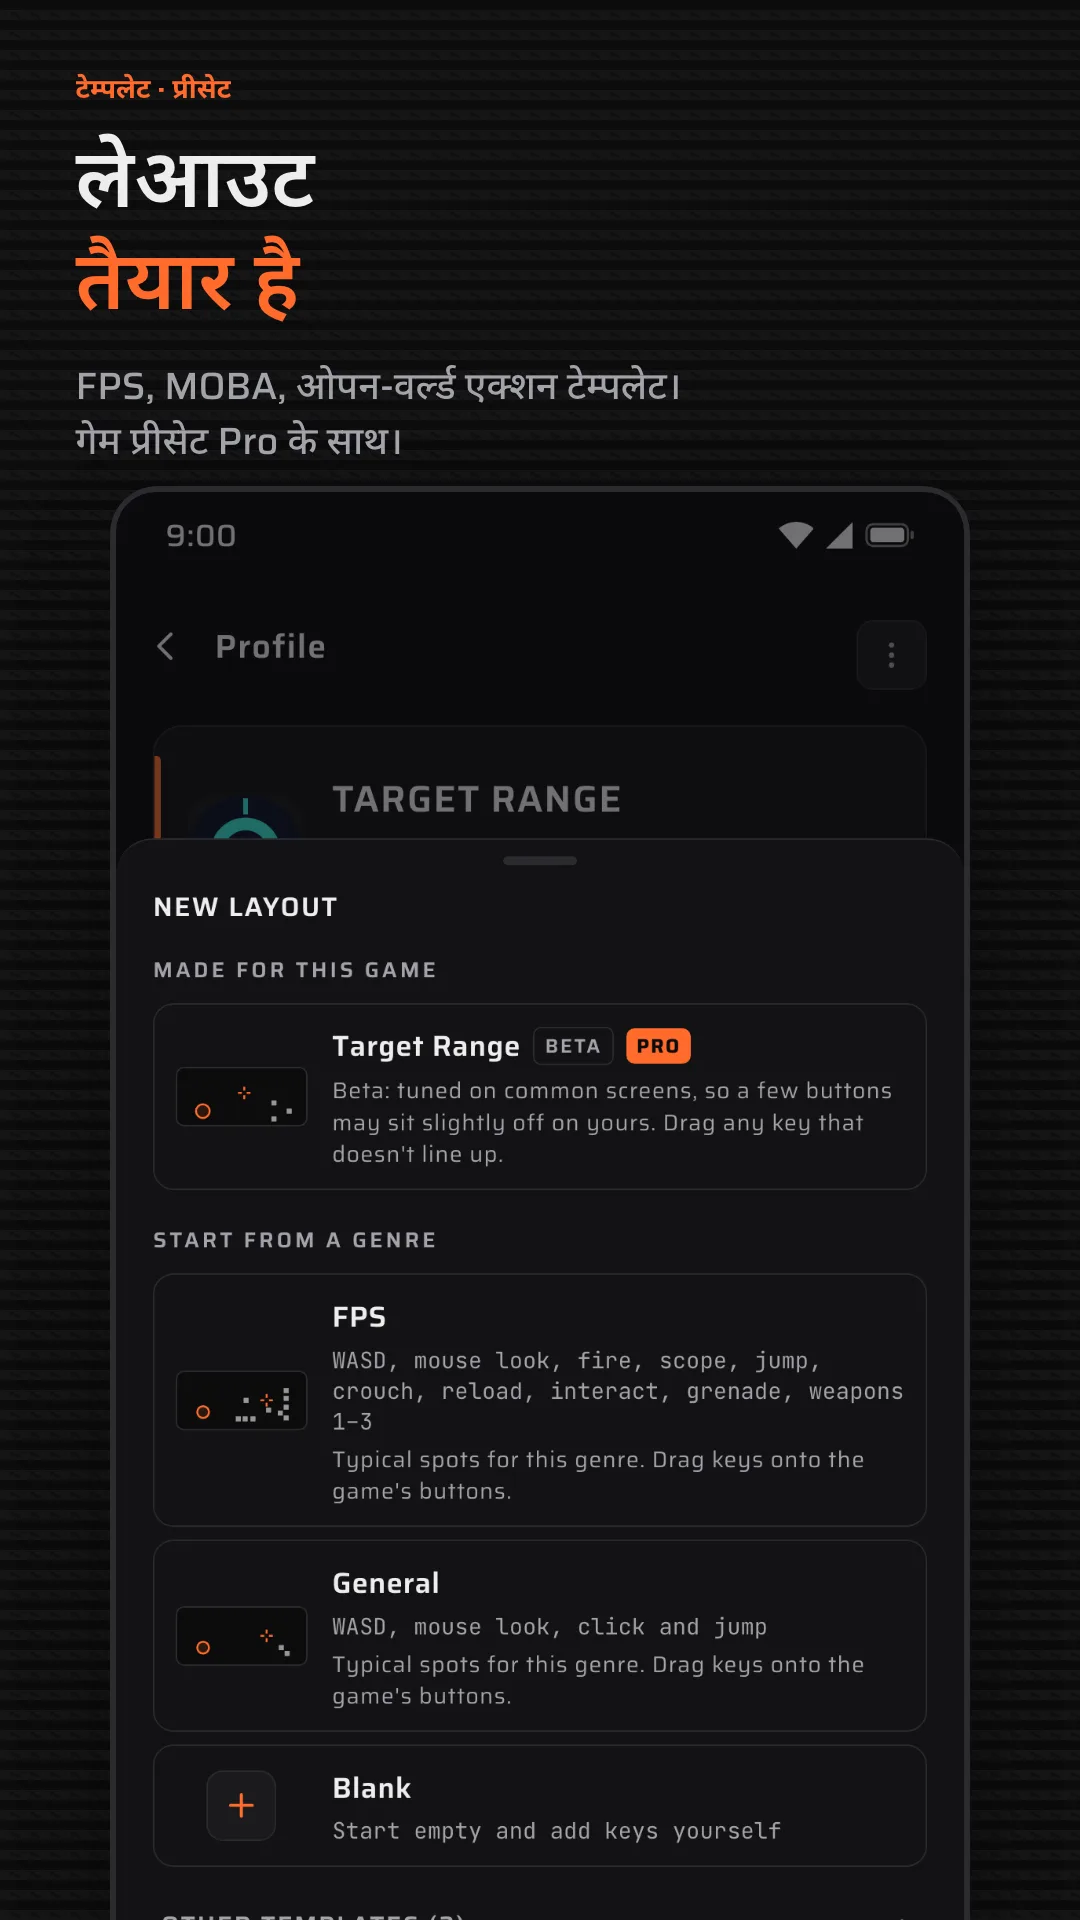 टेम्पलेट · प्रीसेट
लेआउट
तैयार है
FPS, MOBA, ओपन-वर्ल्ड एक्शन टेम्पलेट।
गेम प्रीसेट Pro के साथ।
9:00
Profile
TARGET RANGE
NEW LAYOUT
MADE FOR THIS GAME
Target Range BETA PRO
Beta: tuned on common screens, so a few buttons
may sit slightly off on yours. Drag any key that
doesn't line up.
START FROM A GENRE
FPS
WASD, mouse look, fire, scope, jump,
crouch, reload, interact, grenade, weapons
1–3
Typical spots for this genre. Drag keys onto the
game's buttons.
General
WASD, mouse look, click and jump
Typical spots for this genre. Drag keys onto the
game's buttons.
Blank
Start empty and add keys yourself
OTHER TEMPLATES